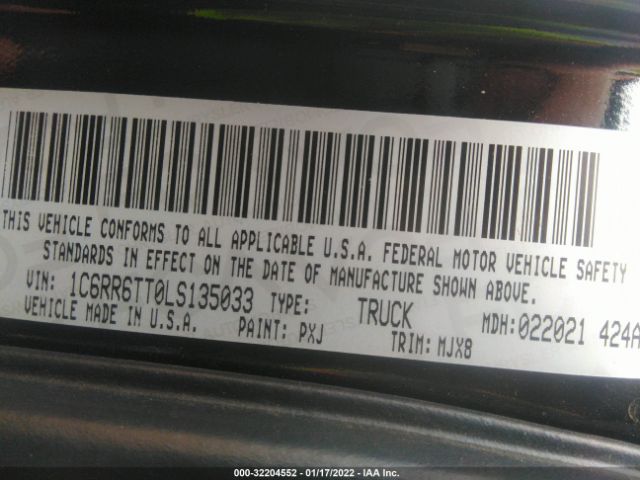 THIS VEHICLE CONFORMS TO ALL APPLICABLE U.S.A. FEDERAL MOTOR VEHICLE SAFETY
STANDARDS IN EFFECT ON THE DATE OF MANUFACTURE SHOWN ABOVE.
VIN: 1C6RR6TT0LS135033 TYPE: TRUCK MDH:022021 424A
VEHICLE MADE IN U.S.A. PAINT: PXJ TRIM: MJX8
000-32204552 - 01/17/2022 - IAA Inc.